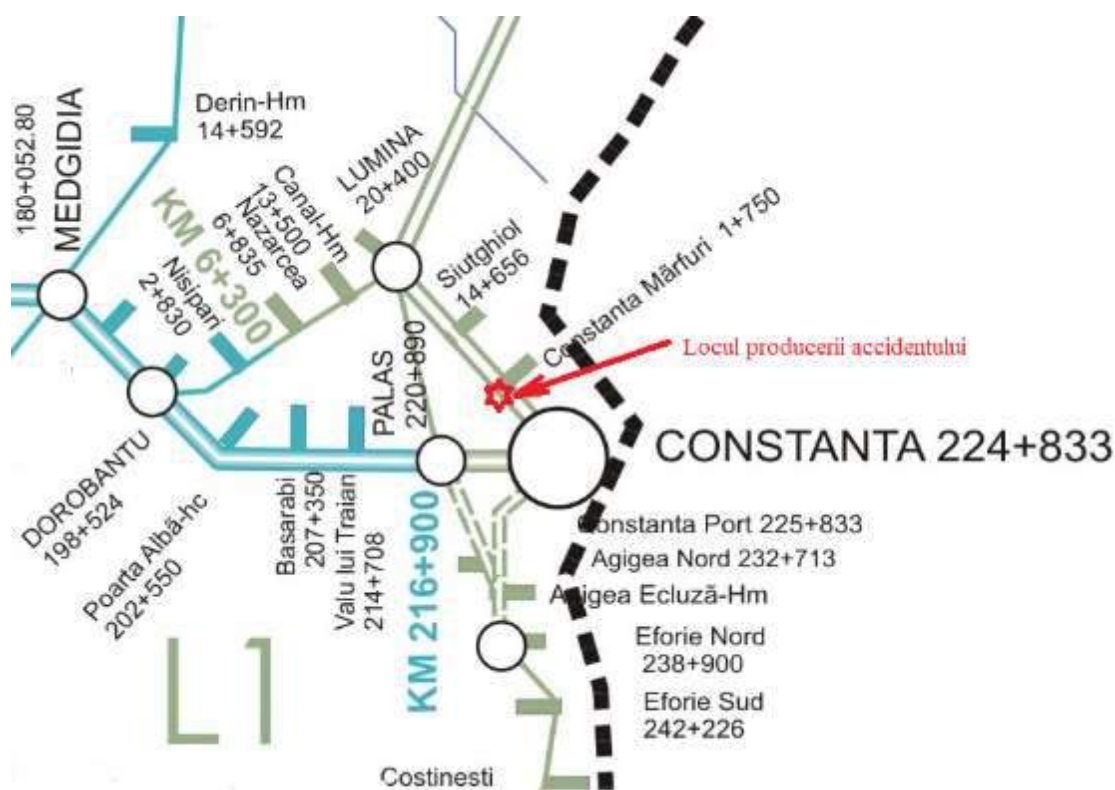 Derin-Hm
14+592
180+052.80
MEDGIDIA
LUMINA
20+400
Canal-Hm
13+500
Nazarcea
6+835
KM 6+300
Nisipari
2+830
Siutghiol
14+656
Constanta Mărfuri 1+750
Locul producerii accidentului
PALAS
220+890
CONSTANTA 224+833
DOROBANTU
198+524
Poarta Albă-hc
202+550
Basarabi
207+350
Valu lui Traian
214+708
KM 216+900
Constanta Port 225+833
Agigea Nord 232+713
Agigea Ecluză-Hm
Eforie Nord
238+900
Eforie Sud
242+226
L1
Costinesti